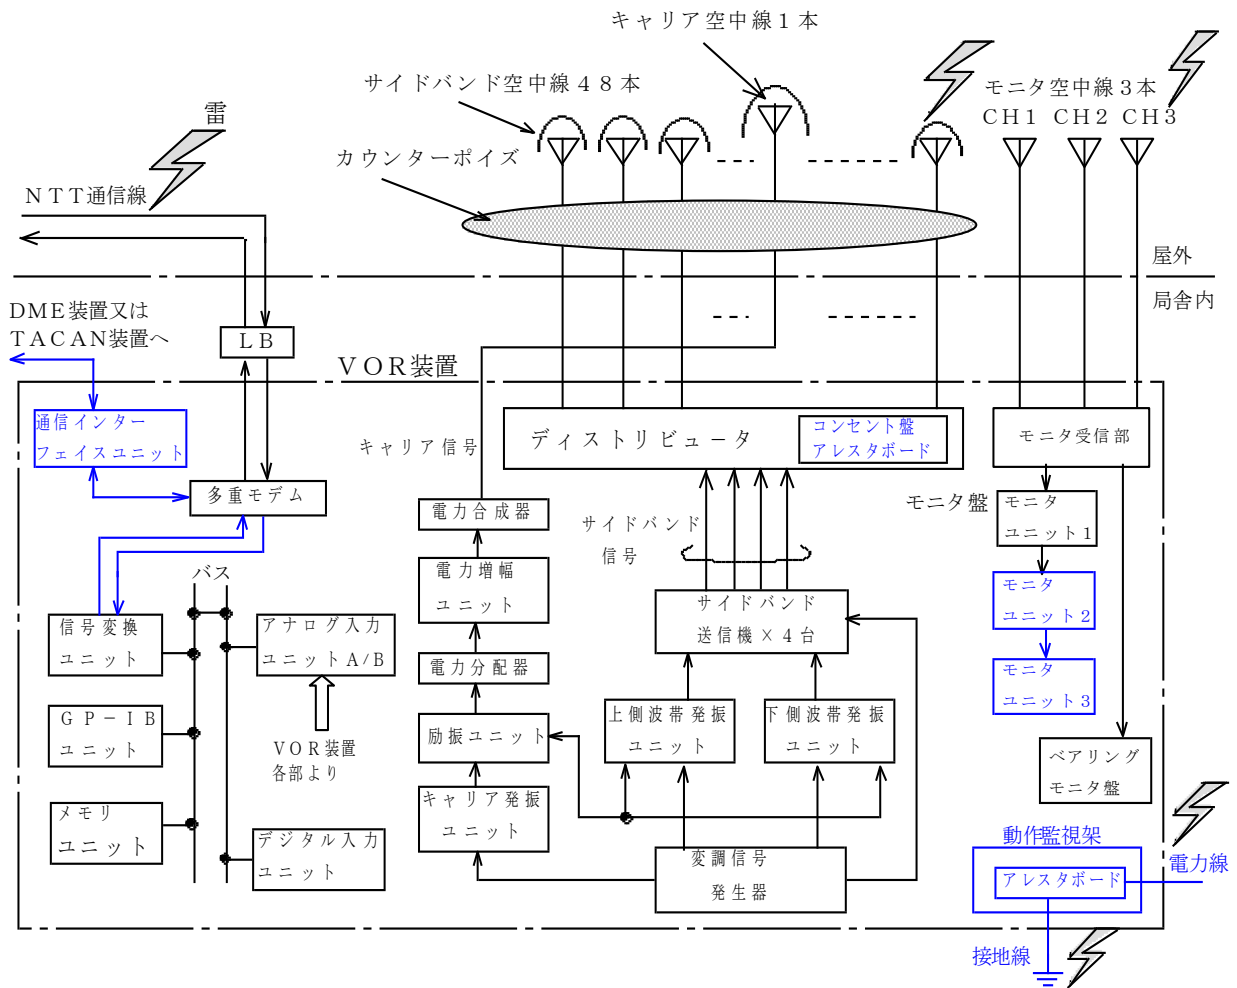 キャリア空中線１本
サイドバンド空中線４８本
モニタ空中線３本
ＣＨ１ ＣＨ２ ＣＨ３
雷
カウンターポイズ
ＮＴＴ通信線
屋外
局舎内
ＤＭＥ装置又は
ＴＡＣＡＮ装置へ
ＬＢ
ＶＯＲ装置
通信インター
フェイスユニット
キャリア信号
ディストリビュータ
コンセント盤
アレスタボード
モニタ受信部
多重モデム
電力合成器
サイドバンド
信号
モニタ盤
モニタ
ユニット１
バス
電力増幅
ユニット
モニタ
ユニット２
信号変換
ユニット
アナログ入力
ユニットＡ/Ｂ
サイドバンド
送信機×４台
電力分配器
モニタ
ユニット３
ＧＰ－ＩＢ
ユニット
ＶＯＲ装置
各部より
励振ユニット
上側波帯発振
ユニット
下側波帯発振
ユニット
ベアリング
モニタ盤
メモリ
ユニット
キャリア発振
ユニット
デジタル入力
ユニット
変調信号
発生器
動作監視架
アレスタボード
電力線
接地線